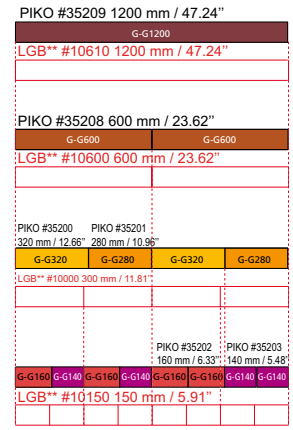 PIKO #35209 1200 mm / 47.24”
G-G1200
LGB** #10610 1200 mm / 47.24”
PIKO #35208 600 mm / 23.62”
G-G600 G-G600
LGB** #10600 600 mm / 23.62”
PIKO #35200 PIKO #35201
320 mm / 12.66” 280 mm / 10.96”
G-G320 G-G280 G-G320 G-G280
LGB** #10000 300 mm / 11.81”
PIKO #35202 PIKO #35203
160 mm / 6.33” 140 mm / 5.48”
G-G160 G-G140 G-G160 G-G140 G-G160 G-G160 G-G140 G-G140
LGB** #10150 150 mm / 5.91”